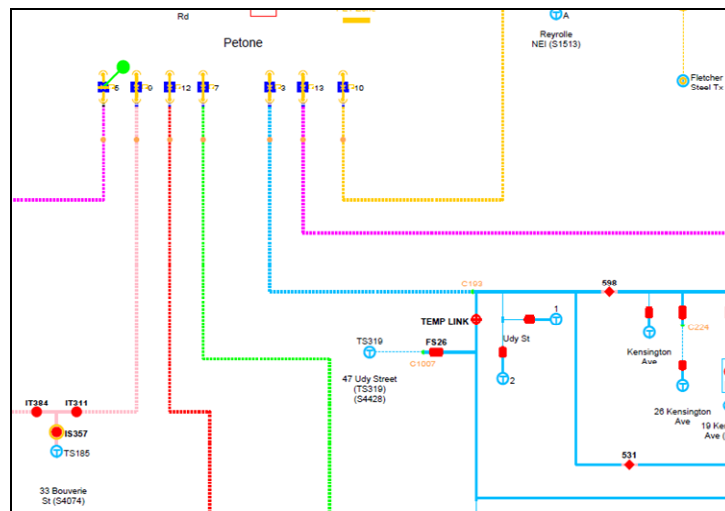 Rd
A
Petone
Reyrolle
NEI (S1513)
Fletcher
Steel Tx
5
9
12
7
3
13
10
C193
598
TEMP LINK
1
Udy St
C224
Kensington
Ave
TS319
FS26
C1007
47 Udy Street
(TS319)
(S4428)
2
26 Kensington
Ave
19 Ke
Ave (
IT384
IT311
IS357
TS185
531
33 Bouverie
St (S4074)